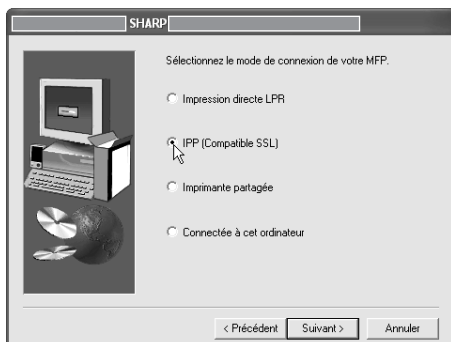 SHARP
Sélectionnez le mode de connexion de votre MFP.
Impression directe LPR
IPP (Compatible SSL)
Imprimante partagée
Connectée à cet ordinateur
< Précédent Suivant > Annuler